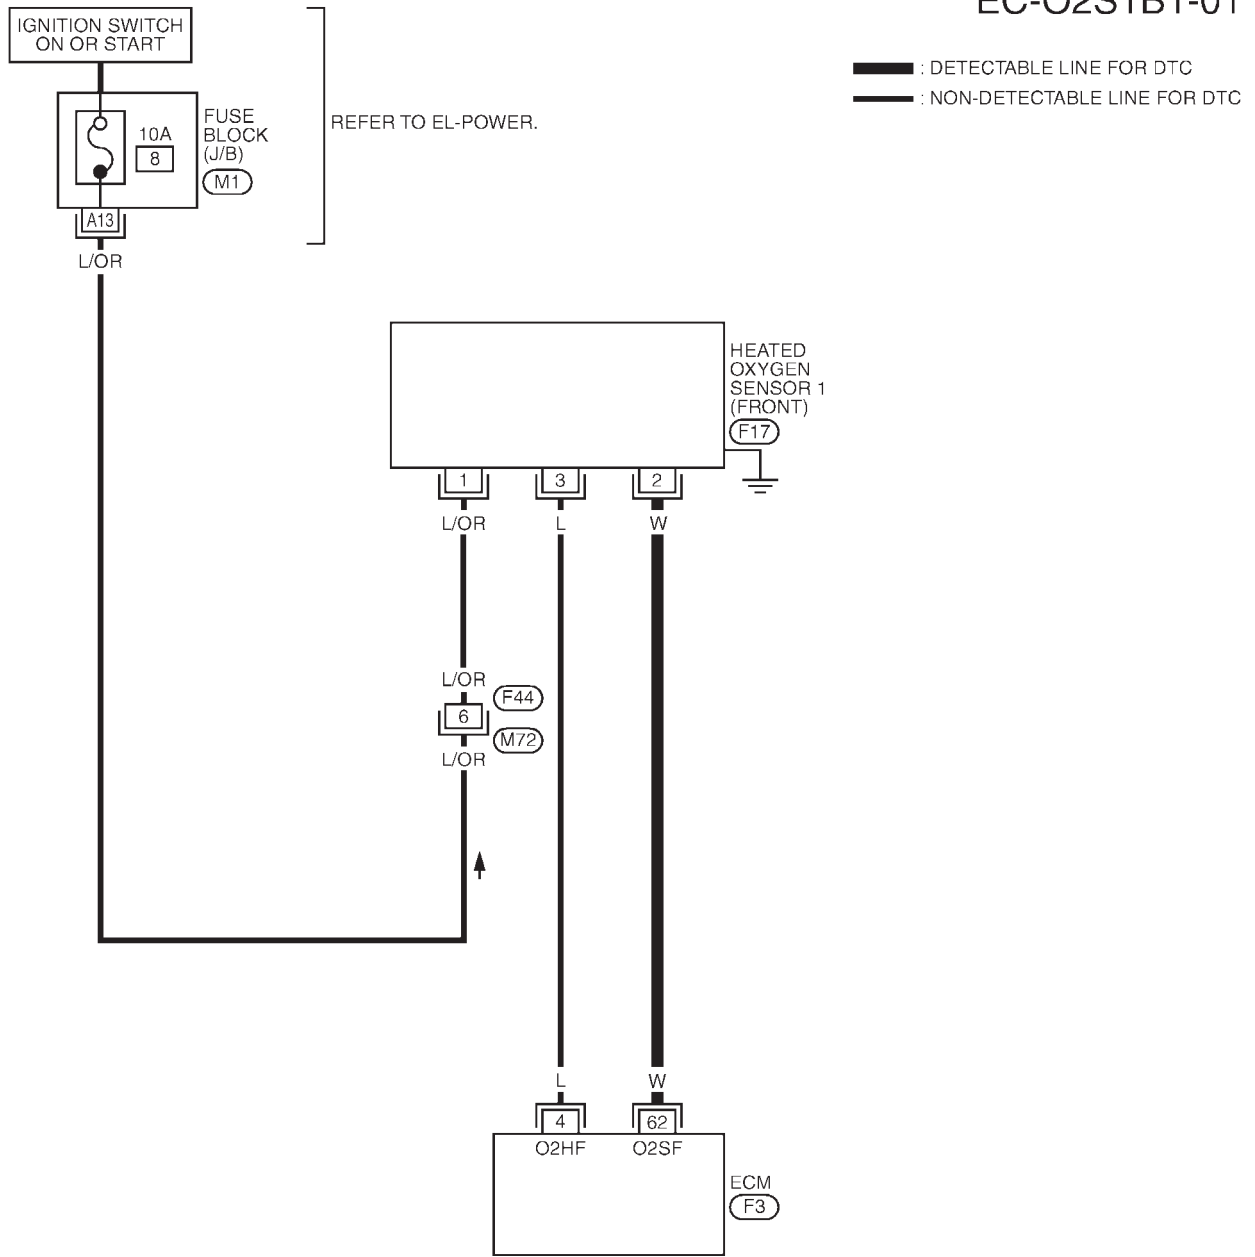 EC-O2S1B1-01
IGNITION SWITCH
ON OR START
: DETECTABLE LINE FOR DTC
: NON-DETECTABLE LINE FOR DTC
FUSE
BLOCK
(J/B)
M1
10A
8
REFER TO EL-POWER.
A13
L/OR
HEATED
OXYGEN
SENSOR 1
(FRONT)
F17
1
3
2
L/OR
L
W
L/OR
F44
6
M72
L/OR
L
W
4
62
O2HF
O2SF
ECM
F3